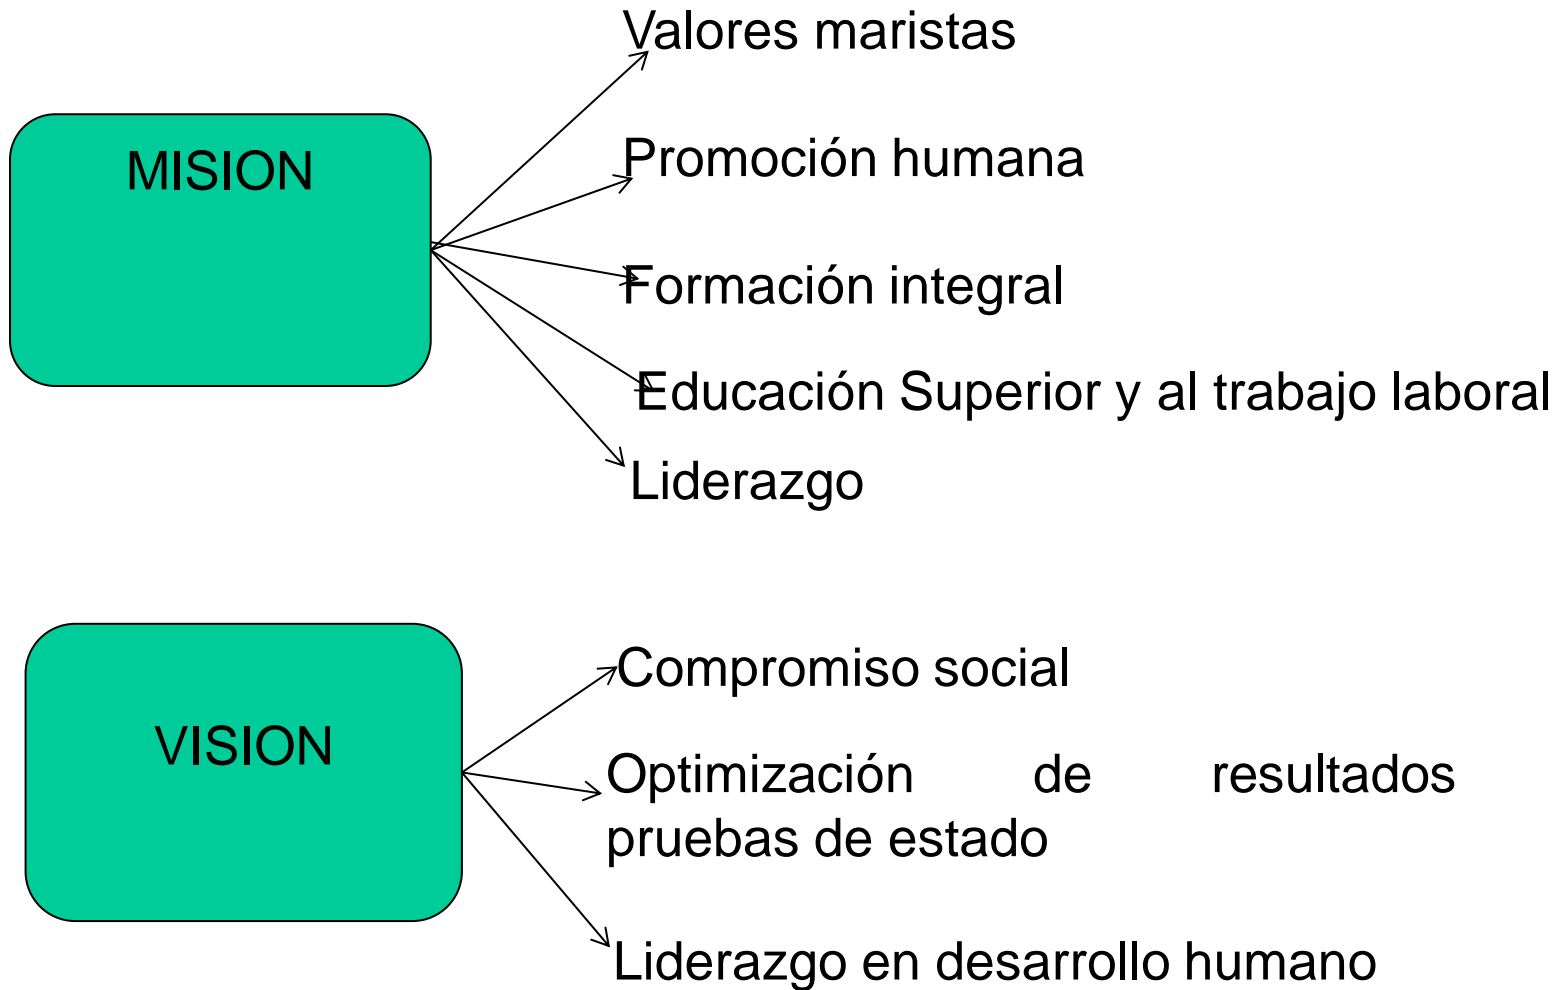 Valores maristas
MISION
Promoción humana
Formación integral
Educación Superior y al trabajo laboral
Liderazgo
VISION
Compromiso social
Optimización de resultados
pruebas de estado
Liderazgo en desarrollo humano